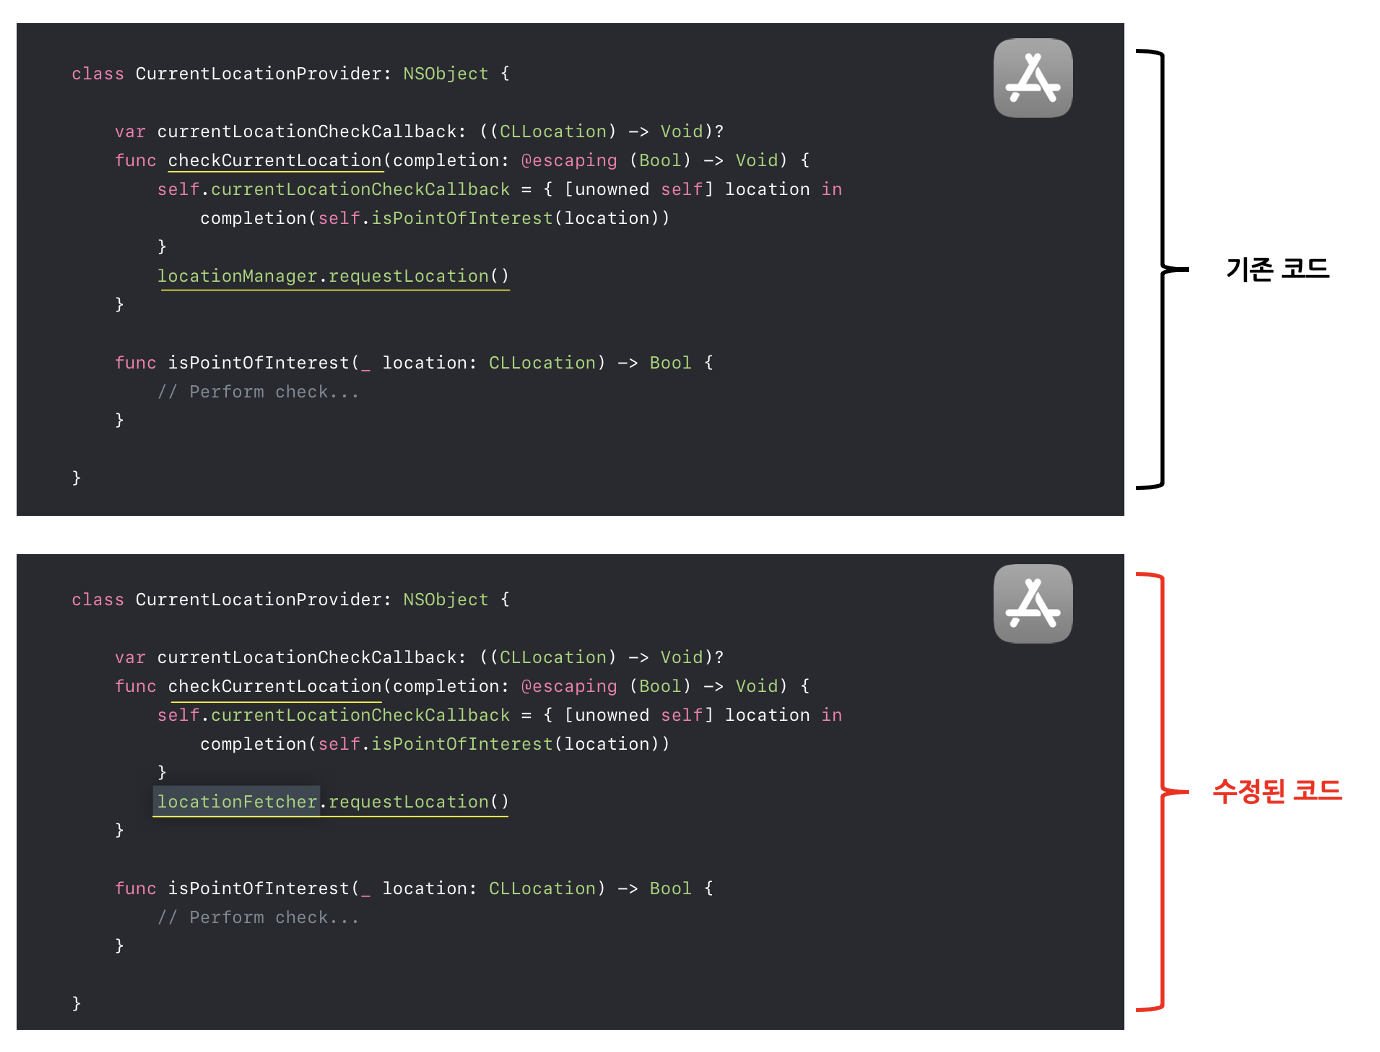 class CurrentLocationProvider: NSObject {
var currentLocationCheckCallback: ((CLLocation) -> Void)?
func checkCurrentLocation(completion: @escaping (Bool) -> Void) {
self.currentLocationCheckCallback = { [unowned self] location in
completion(self.isPointOfInterest(location))
}
locationManager.requestLocation()
}
func isPointOfInterest(_ location: CLLocation) -> Bool {
// Perform check...
}
}
기존 코드
class CurrentLocationProvider: NSObject {
var currentLocationCheckCallback: ((CLLocation) -> Void)?
func checkCurrentLocation(completion: @escaping (Bool) -> Void) {
self.currentLocationCheckCallback = { [unowned self] location in
completion(self.isPointOfInterest(location))
}
locationFetcher.requestLocation()
}
func isPointOfInterest(_ location: CLLocation) -> Bool {
// Perform check...
}
}
수정된 코드